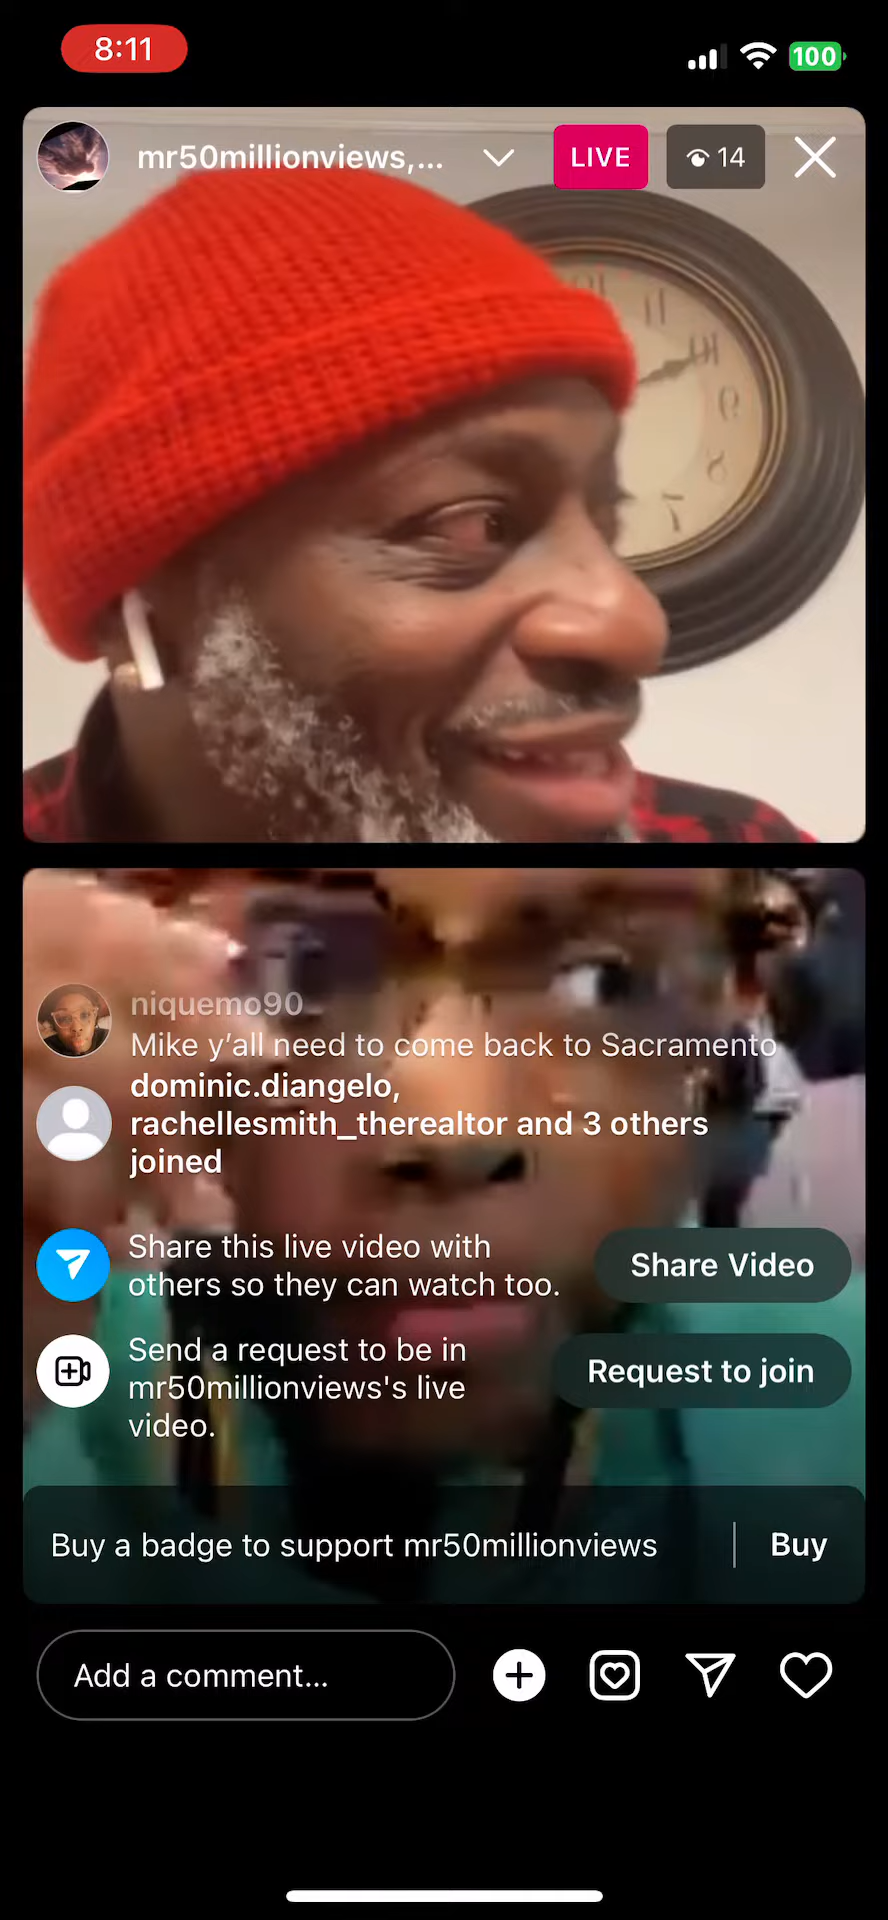 8:11
100
mr50millionviews,...
LIVE
14
niquemo90
Mike y’all need to come back to Sacramento
dominic.diangelo,
rachellesmith_therealtor and 3 others
joined
Share this live video with
others so they can watch too.
Share Video
Send a request to be in
mr50millionviews's live
video.
Request to join
Buy a badge to support mr50millionviews
Buy
Add a comment...